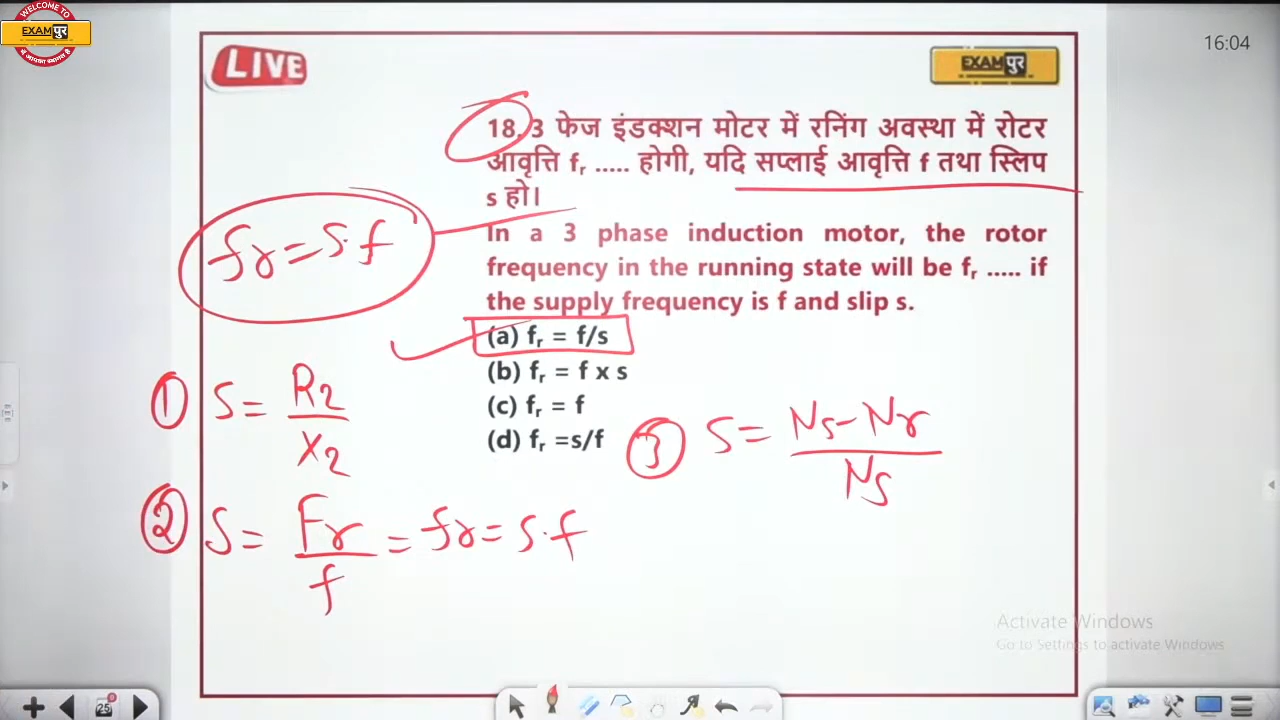 WELCOME TO
EXAMपुर
16:04
LIVE
EXAMपुर
18. 3 फेज इंडक्शन मोटर में रनिंग अवस्था में रोटर
आवृत्ति fᵣ ..... होगी, यदि सप्लाई आवृत्ति f तथा स्लिप
s हो।
fr = s.f
In a 3 phase induction motor, the rotor
frequency in the running state will be fᵣ ..... if
the supply frequency is f and slip s.
(a) fᵣ = f/s
(b) fᵣ = f x s
(c) fᵣ = f
(d) fᵣ =s/f
① S = R2/X2
③ S = Ns-Nr/Ns
② S = Fr/f = fr = s.f
Activate Windows
Go to Settings to activate Windows
25